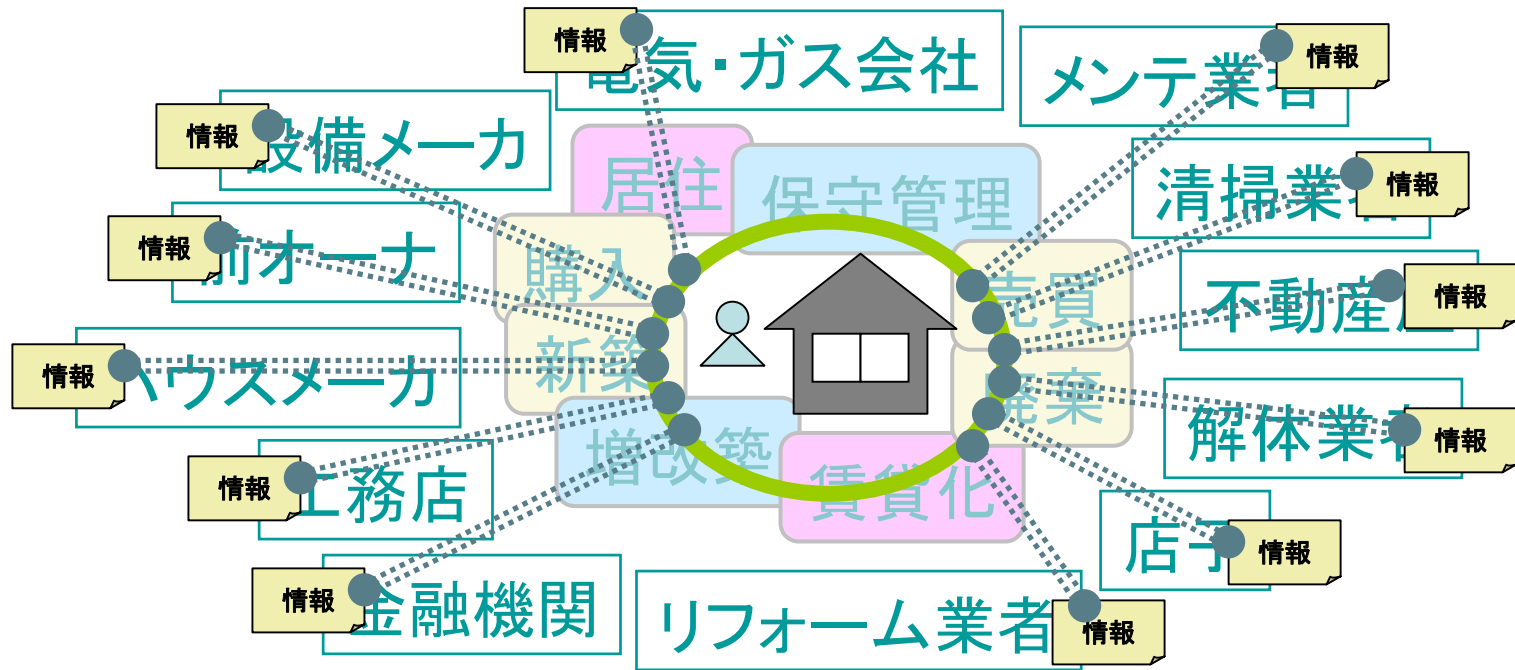 情報
電気・ガス会社
メンテ業者
情報
情報
設備メーカ
居住
保守管理
清掃業者
情報
情報
前オーナ
購入
売買
不動産屋
情報
情報
ハウスメーカ
新築
廃棄
解体業者
情報
情報
工務店
増改築
賃貸化
店子
情報
情報
金融機関
リフォーム業者
情報